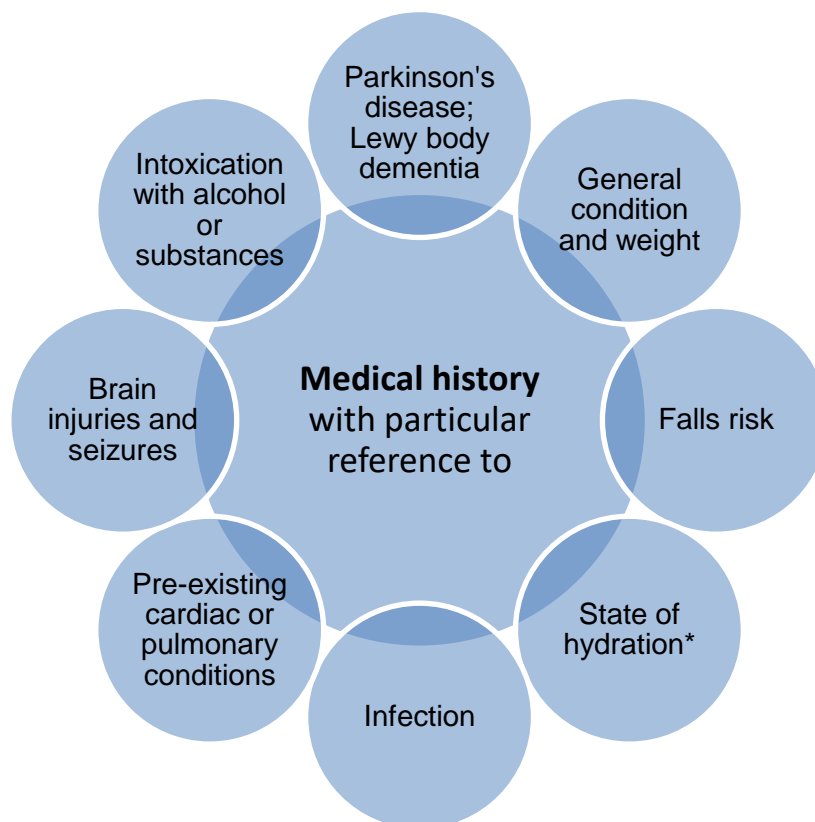 Parkinson's
disease;
Lewy body
dementia
General
condition
and weight
Falls risk
State of
hydration*
Infection
Pre-existing
cardiac or
pulmonary
conditions
Brain
injuries and
seizures
Intoxication
with alcohol
or
substances
Medical history
with particular
reference to